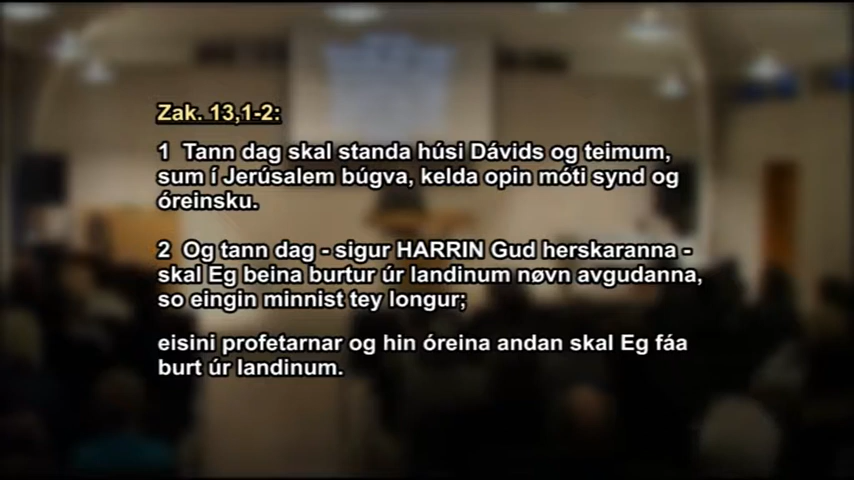 Zak. 13,1-2:
1 Tann dag skal standa húsi Dávids og teimum,
sum í Jerúsalem búgva, kelda opin móti synd og
óreinsku.
2 Og tann dag - sigur HARRIN Gud herskaranna -
skal Eg beina burtur úr landinum nøvn avgudanna,
so eingin minnist tey longur;
eisini profetarnar og hin óreina andan skal Eg fáa
burt úr landinum.